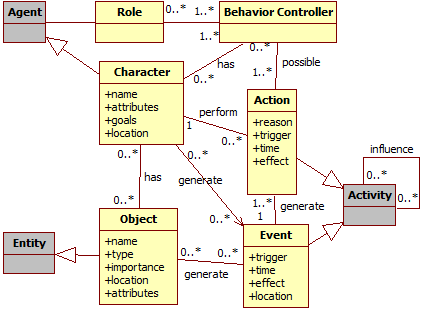 Agent
Role
Behavior Controller
0..*
1..*
1..*
0..*
has
0..*
possible
1..*
Character
+name
+attributes
+goals
+location
perform
1
0..*
Action
+reason
+trigger
+time
+effect
influence
0..*
0..*
Activity
0..*
has
0..*
0..*
generate
0..*
1..*
generate
1
Object
+name
+type
+importance
+location
+attributes
Entity
0..*
0..*
generate
Event
+trigger
+time
+effect
+location